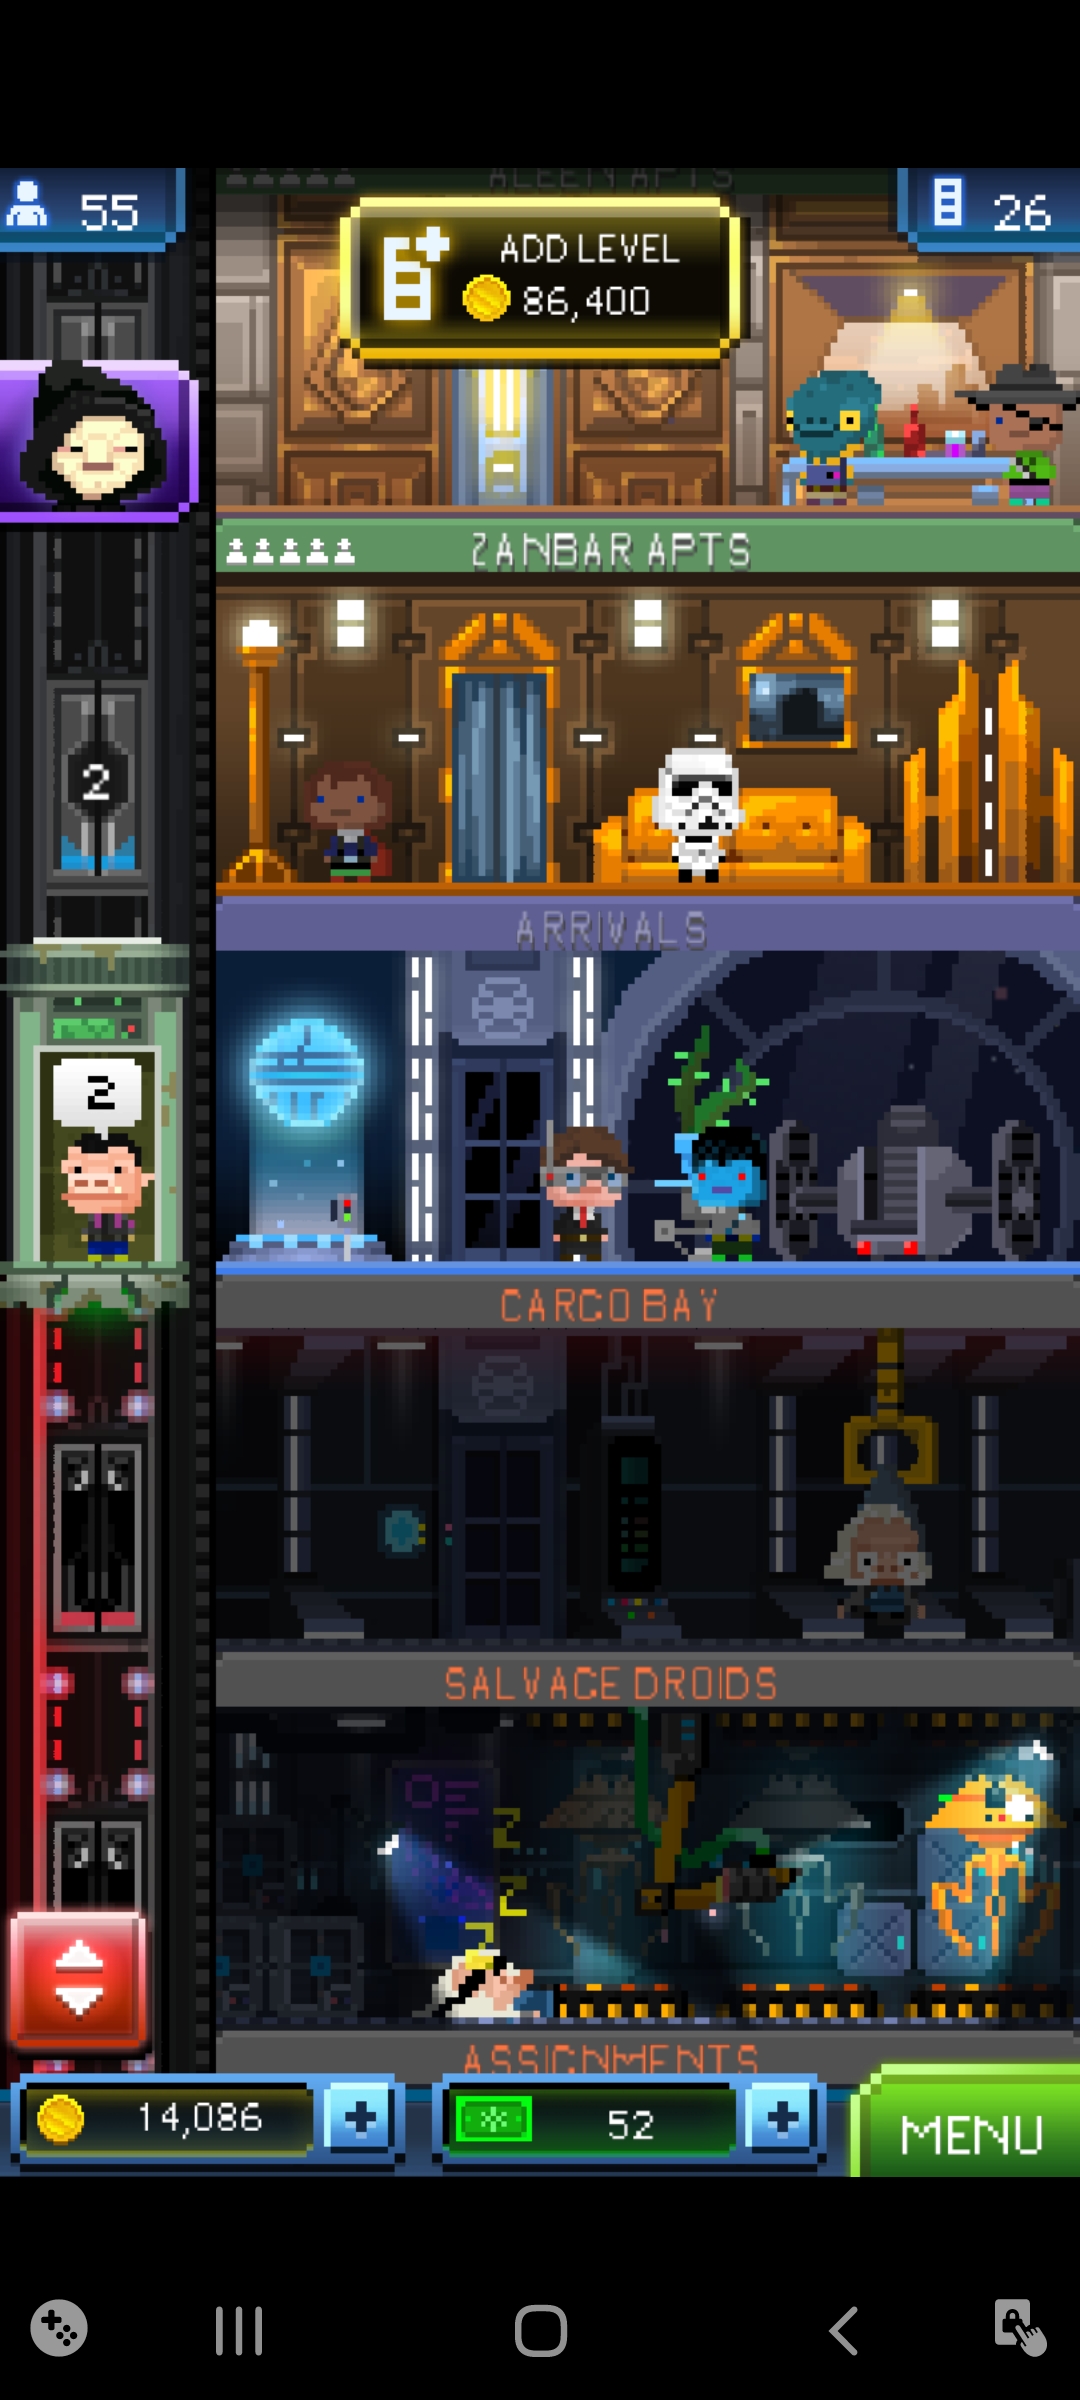 ALEEN APTS
55
ADD LEVEL
86,400
26
ZANBAR APTS
2
ARRIVALS
2
CARGO BAY
SALVAGE DROIDS
Z
Z
Z
ASSIGNMENTS
14,086
52
MENU